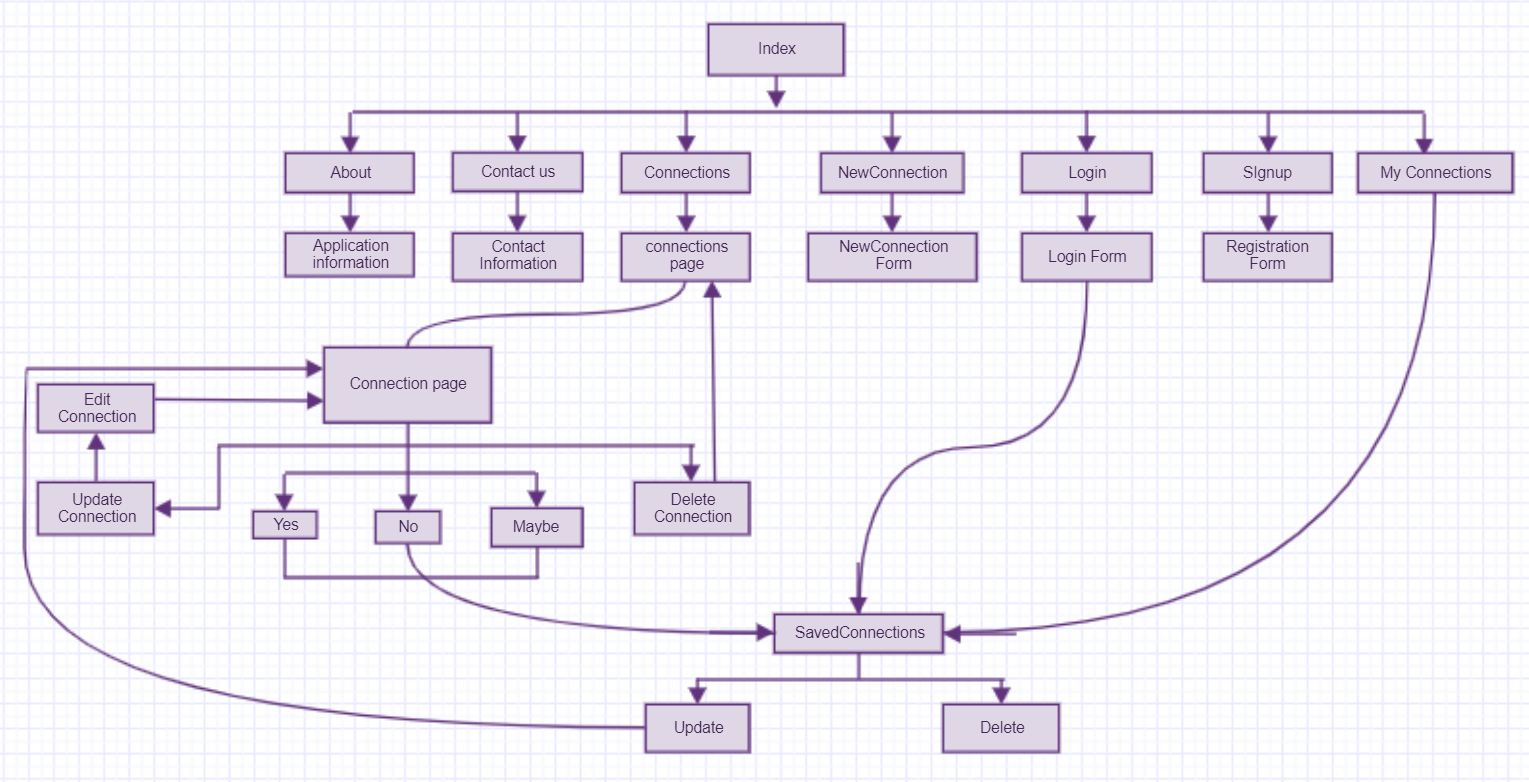 Index
About
Contact us
Connections
NewConnection
Login
SIgnup
My Connections
Application
information
Contact
Information
connections
page
NewConnection
Form
Login Form
Registration
Form
Connection page
Edit
Connection
Update
Connection
Yes
No
Maybe
Delete
Connection
SavedConnections
Update
Delete